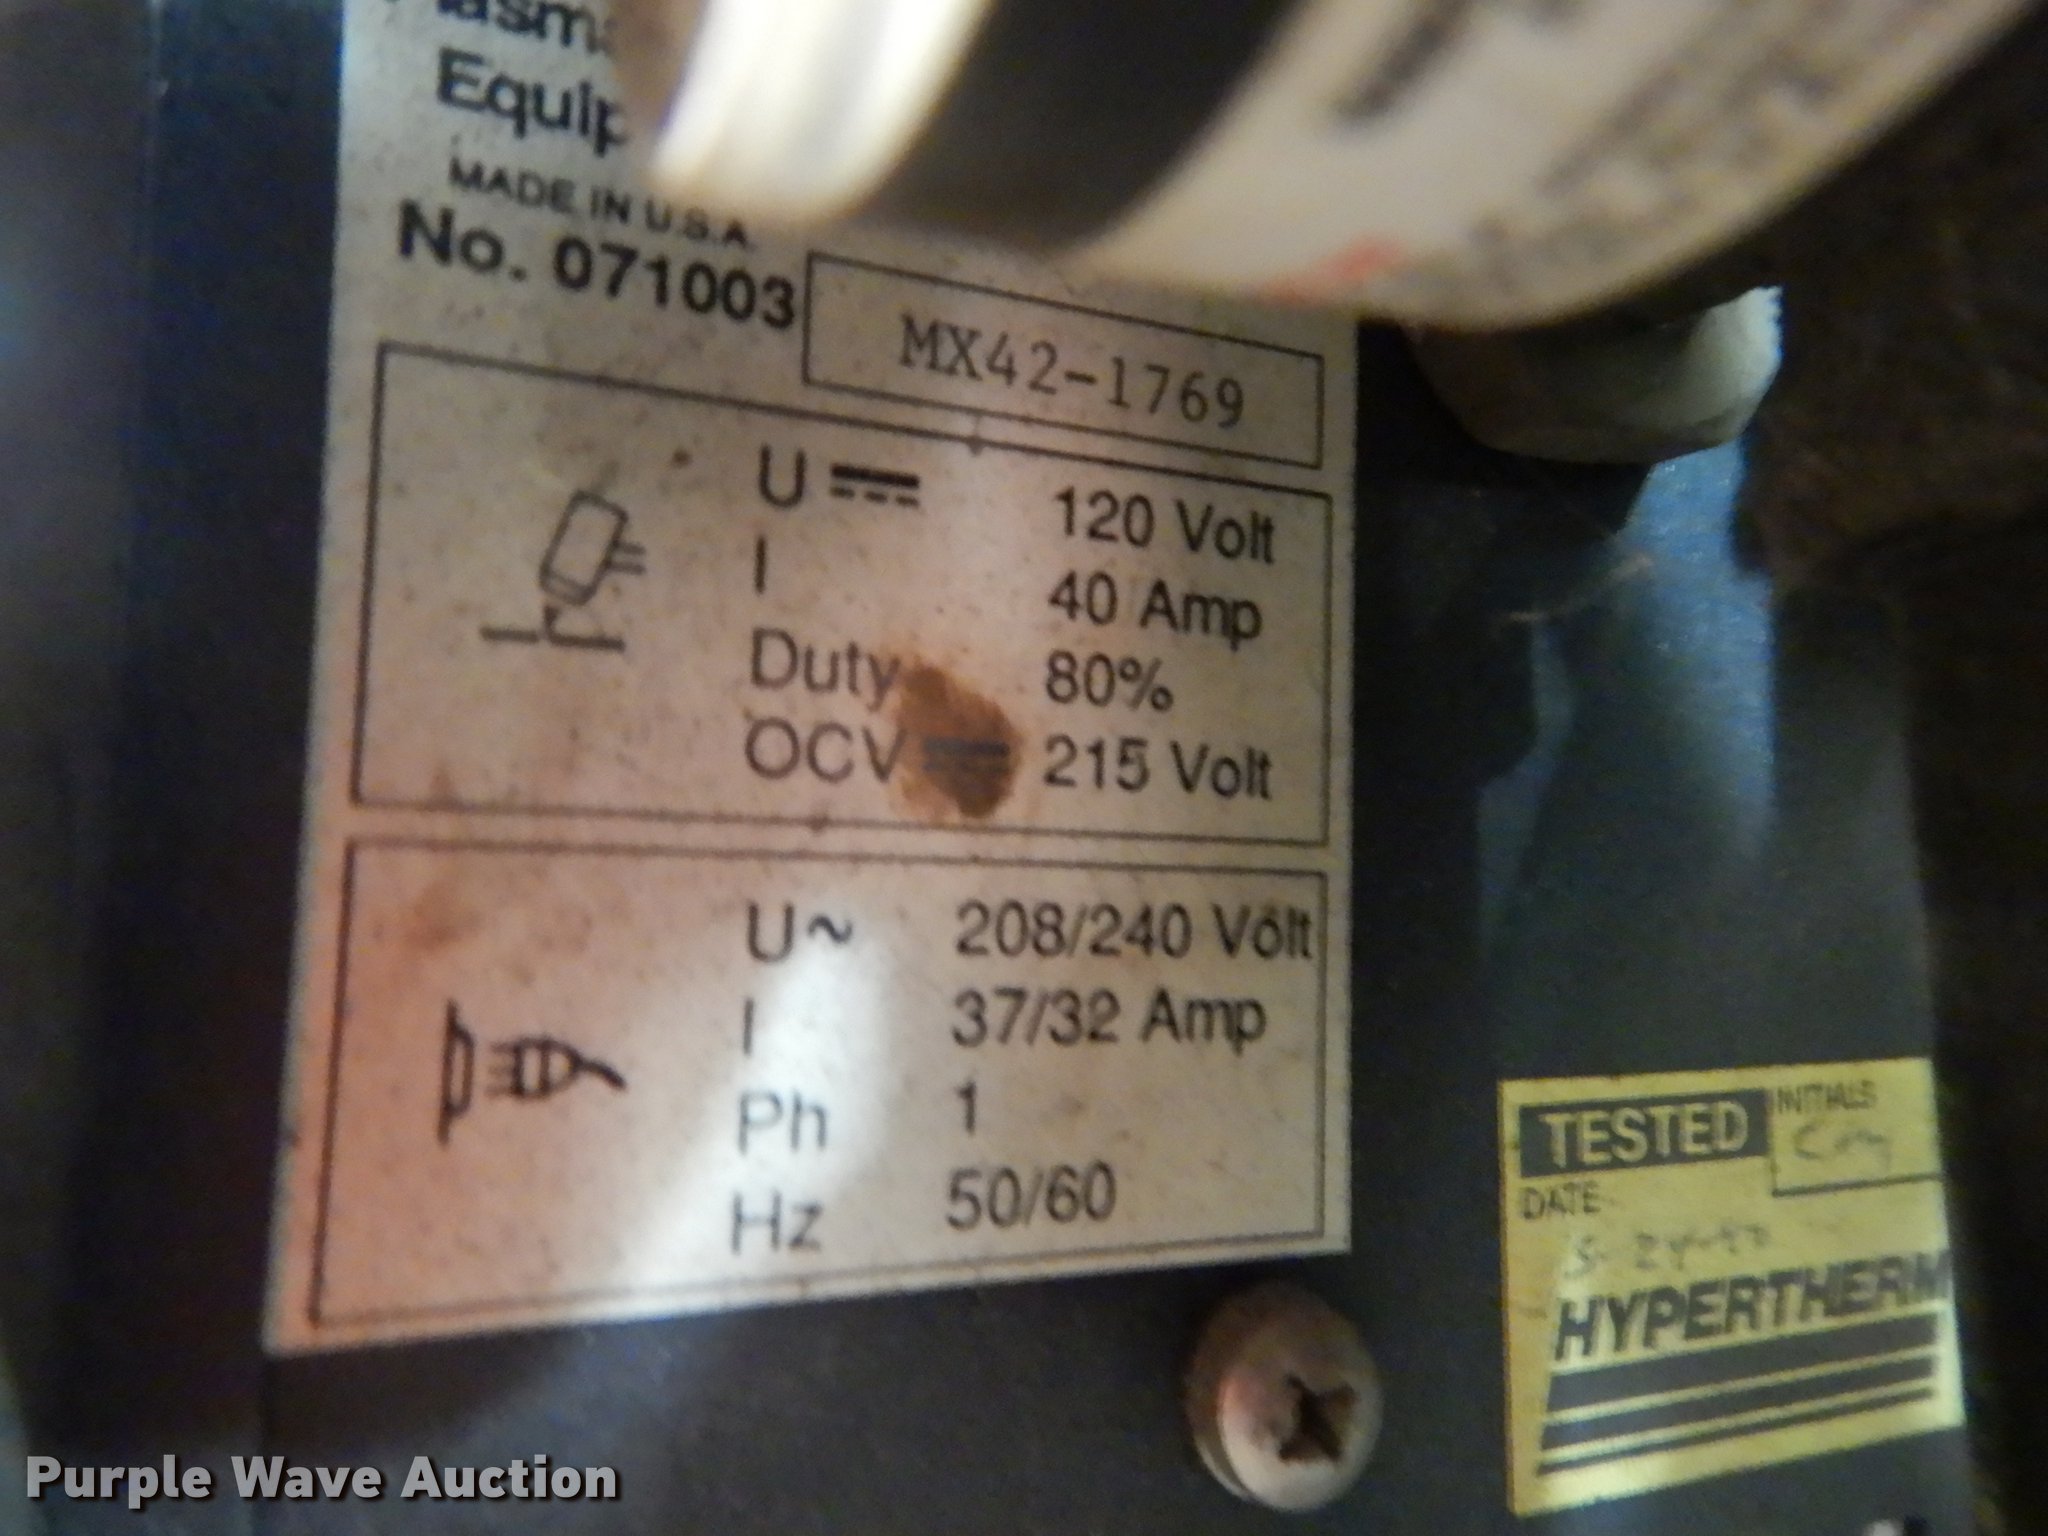 Equip
MADE IN U.S.A.
No. 071003
MX42-1769
U 120 Volt
I 40 Amp
Duty 80%
OCV 215 Volt
U~ 208/240 Volt
I 37/32 Amp
Ph 1
Hz 50/60
TESTED INITIALS
DATE
HYPERTHERM
Purple Wave Auction